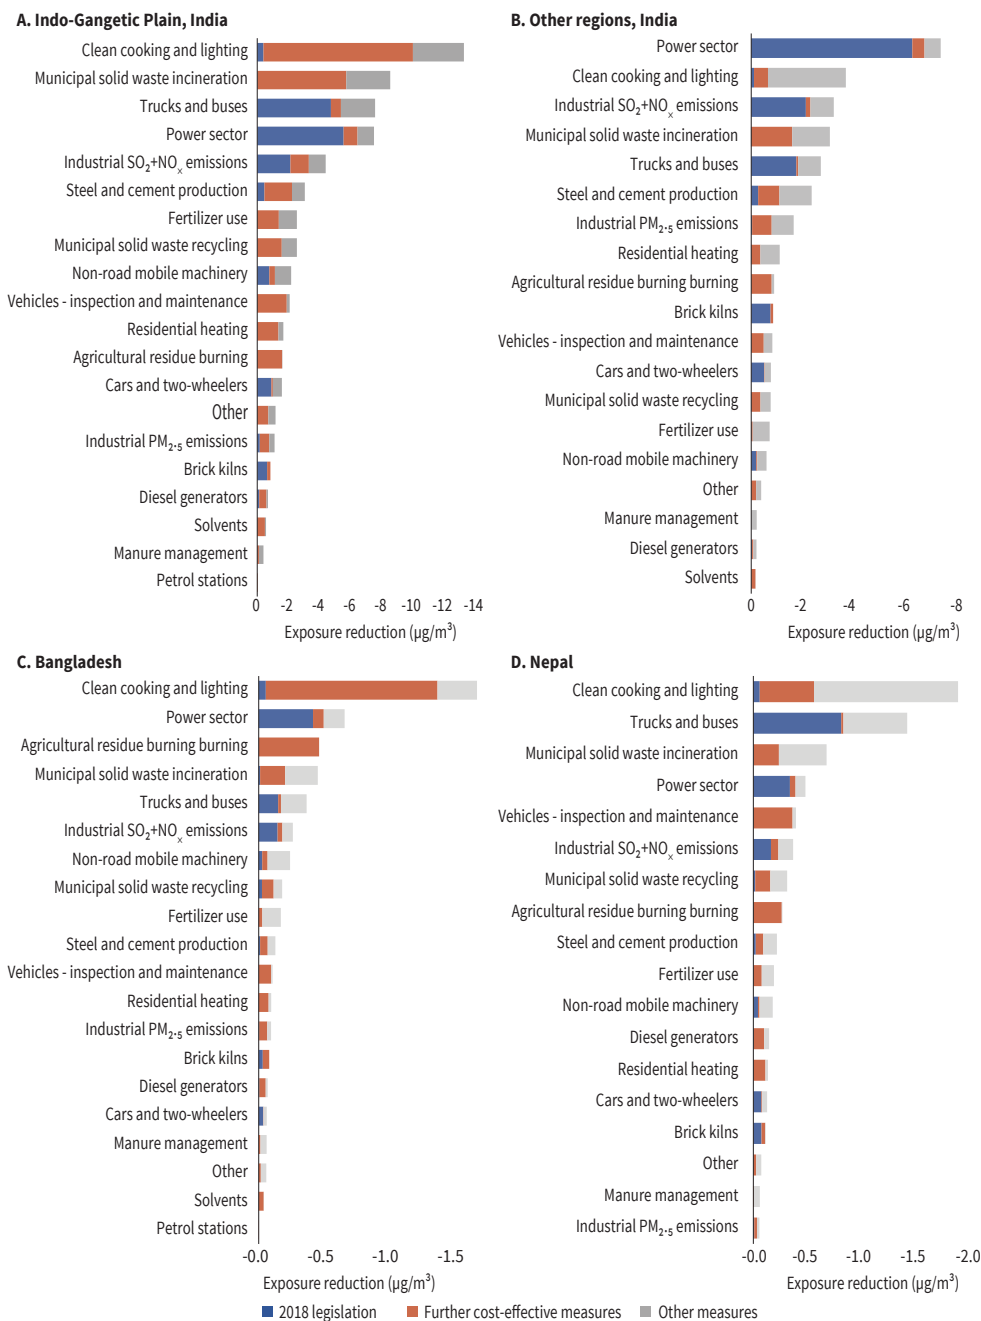 A. Indo-Gangetic Plain, India
Clean cooking and lighting
Municipal solid waste incineration
Trucks and buses
Power sector
Industrial SO₂+NOₓ emissions
Steel and cement production
Fertilizer use
Municipal solid waste recycling
Non-road mobile machinery
Vehicles - inspection and maintenance
Residential heating
Agricultural residue burning
Cars and two-wheelers
Other
Industrial PM₂.₅ emissions
Brick kilns
Diesel generators
Solvents
Manure management
Petrol stations
0 -2 -4 -6 -8 -10 -12 -14
Exposure reduction (µg/m³)
B. Other regions, India
Power sector
Clean cooking and lighting
Industrial SO₂+NOₓ emissions
Municipal solid waste incineration
Trucks and buses
Steel and cement production
Industrial PM₂.₅ emissions
Residential heating
Agricultural residue burning burning
Brick kilns
Vehicles - inspection and maintenance
Cars and two-wheelers
Municipal solid waste recycling
Fertilizer use
Non-road mobile machinery
Other
Manure management
Diesel generators
Solvents
0 -2 -4 -6 -8
Exposure reduction (µg/m³)
C. Bangladesh
Clean cooking and lighting
Power sector
Agricultural residue burning burning
Municipal solid waste incineration
Trucks and buses
Industrial SO₂+NOₓ emissions
Non-road mobile machinery
Municipal solid waste recycling
Fertilizer use
Steel and cement production
Vehicles - inspection and maintenance
Residential heating
Industrial PM₂.₅ emissions
Brick kilns
Diesel generators
Cars and two-wheelers
Manure management
Other
Solvents
Petrol stations
-0.0 -0.5 -1.0 -1.5
Exposure reduction (µg/m³)
D. Nepal
Clean cooking and lighting
Trucks and buses
Municipal solid waste incineration
Power sector
Vehicles - inspection and maintenance
Industrial SO₂+NOₓ emissions
Municipal solid waste recycling
Agricultural residue burning burning
Steel and cement production
Fertilizer use
Non-road mobile machinery
Diesel generators
Residential heating
Cars and two-wheelers
Brick kilns
Other
Manure management
Industrial PM₂.₅ emissions
-0.0 -0.5 -1.0 -1.5 -2.0
Exposure reduction (µg/m³)
2018 legislation Further cost-effective measures Other measures